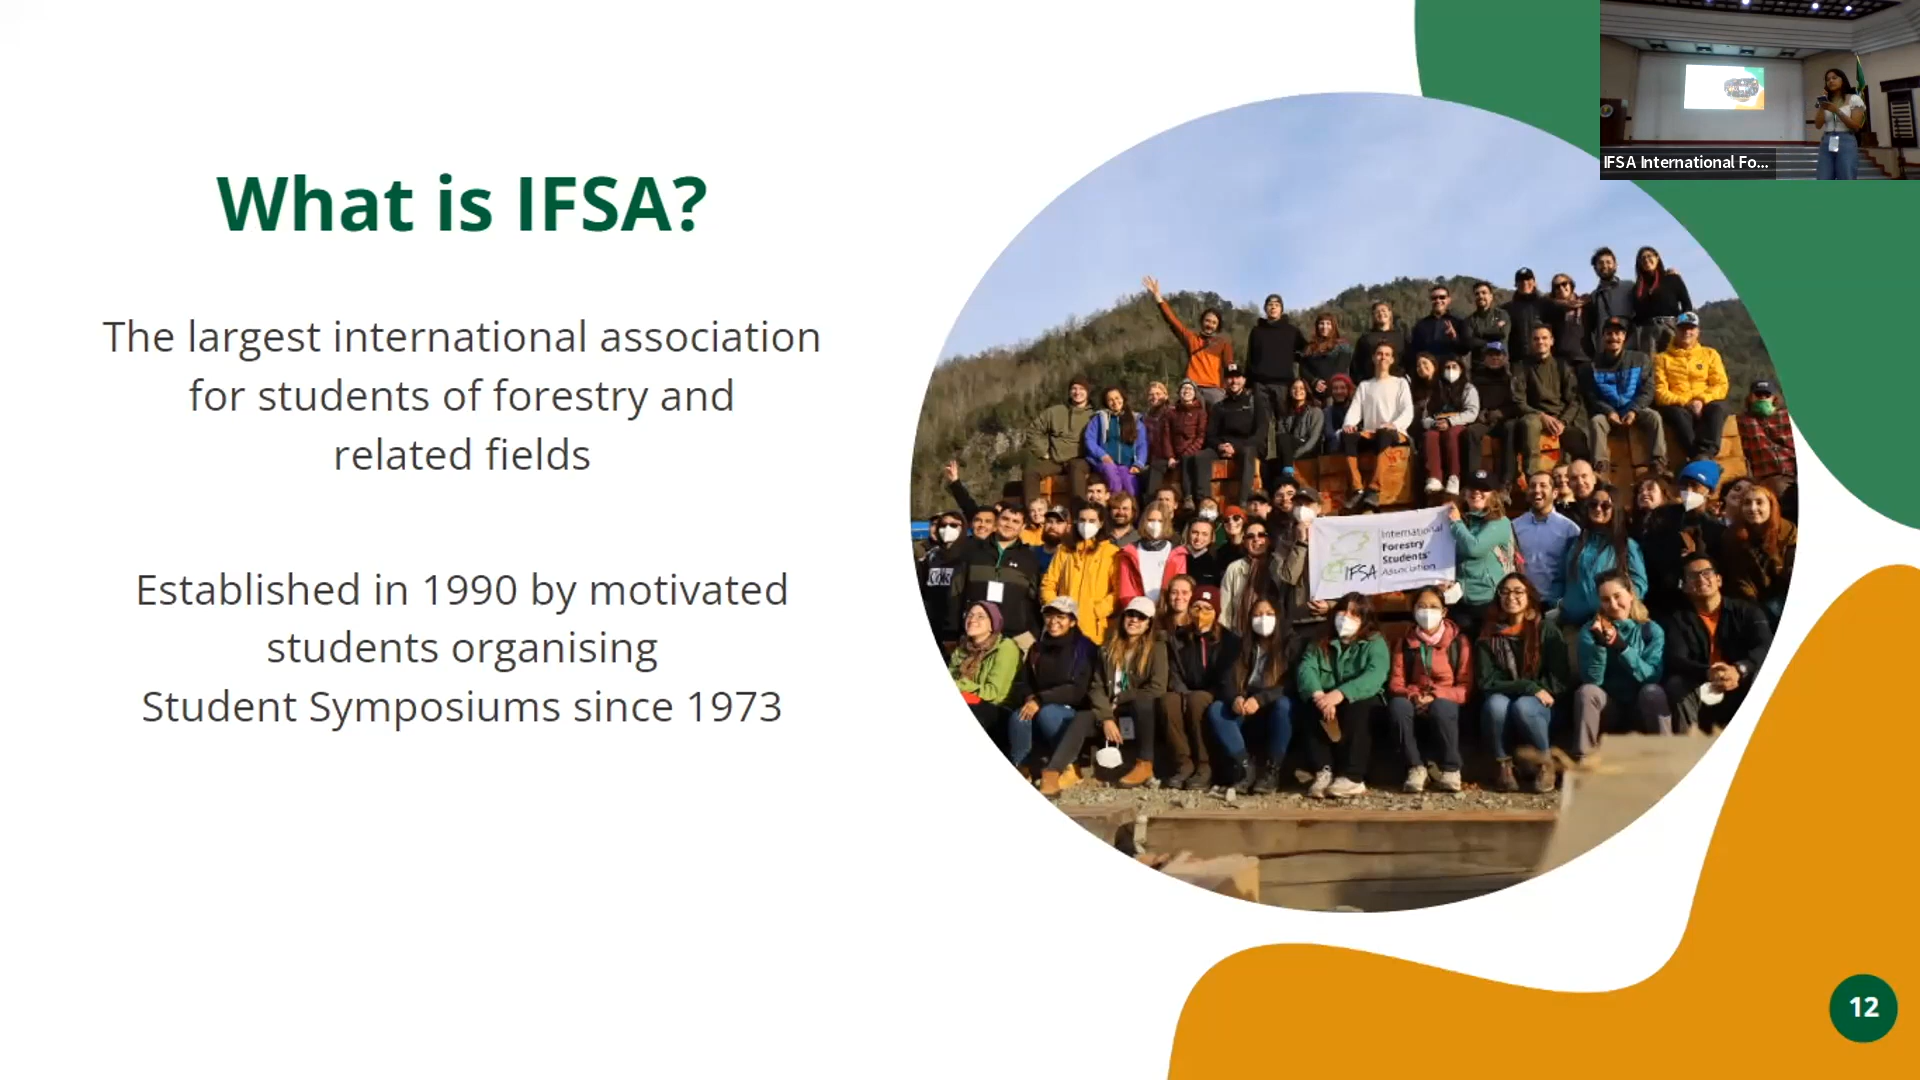 What is IFSA?
The largest international association
for students of forestry and
related fields
Established in 1990 by motivated
students organising
Student Symposiums since 1973
IFSA International Fo...
International
Forestry
Students'
Association
IFSA
12